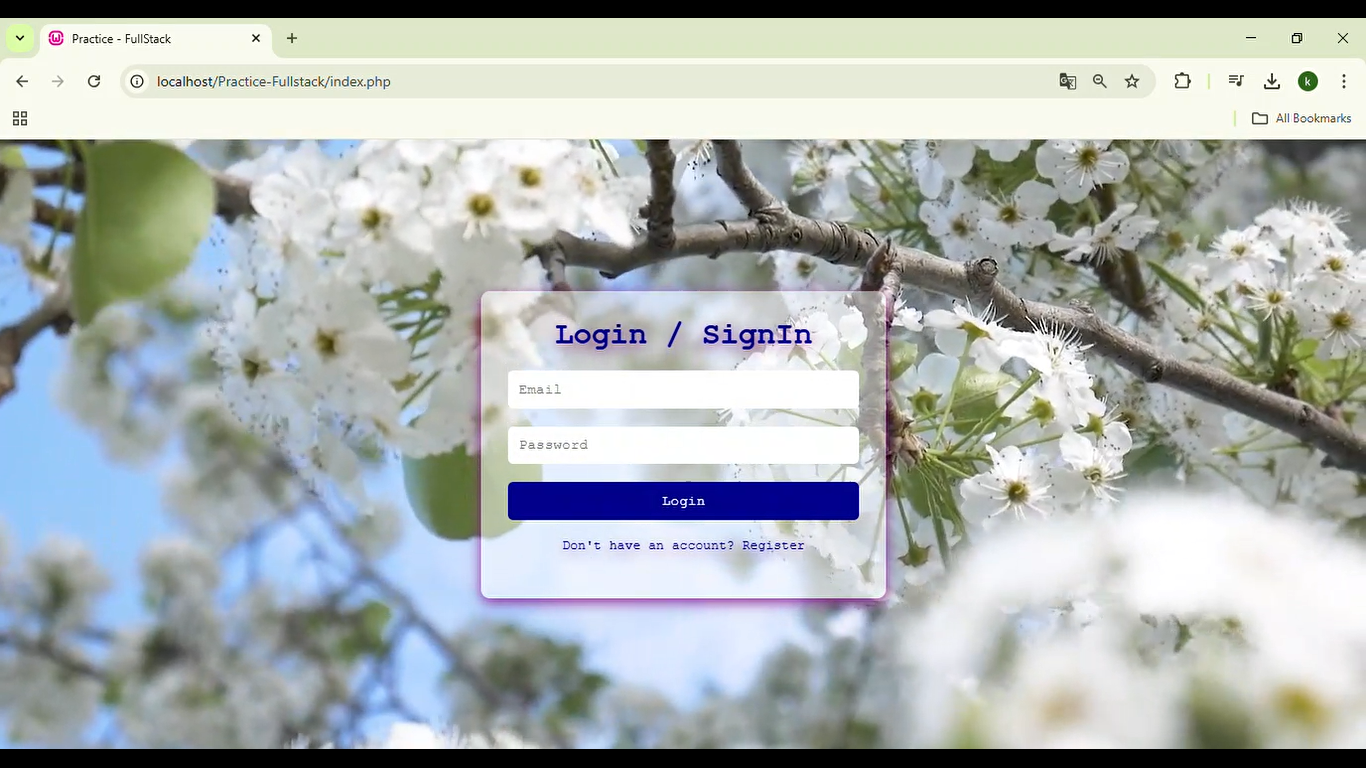 Practice - FullStack
localhost/Practice-Fullstack/index.php
k
All Bookmarks
Login / SignIn
Email
Password
Login
Don't have an account? Register